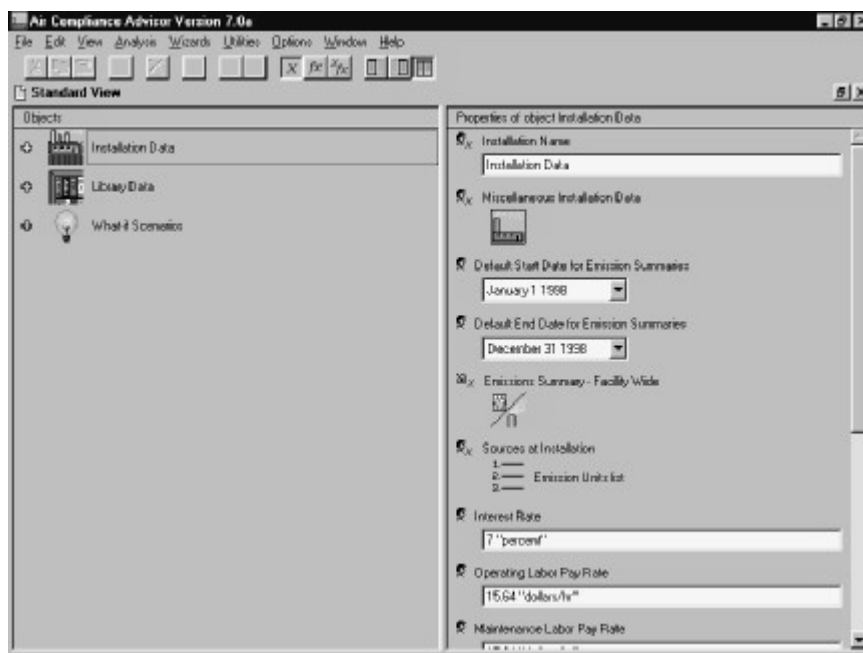 Air Compliance Advisor Version 7.0a
File Edit View Analysis Wizards Utilities Options Window Help
X fx
Standard View
Objects
Installation Data
Library Data
What-if Scenarios
Properties of object Installation Data
Installation Name
Installation Data
Miscellaneous Installation Data
Default Start Date for Emission Summaries
January 1 1998
Default End Date for Emission Summaries
December 31 1998
Emissions Summary - Facility Wide
Sources at Installation
1.
2.
3.
Emission Units list
Interest Rate
7 "percent"
Operating Labor Pay Rate
15.64 "dollars/hr"
Maintenance Labor Pay Rate